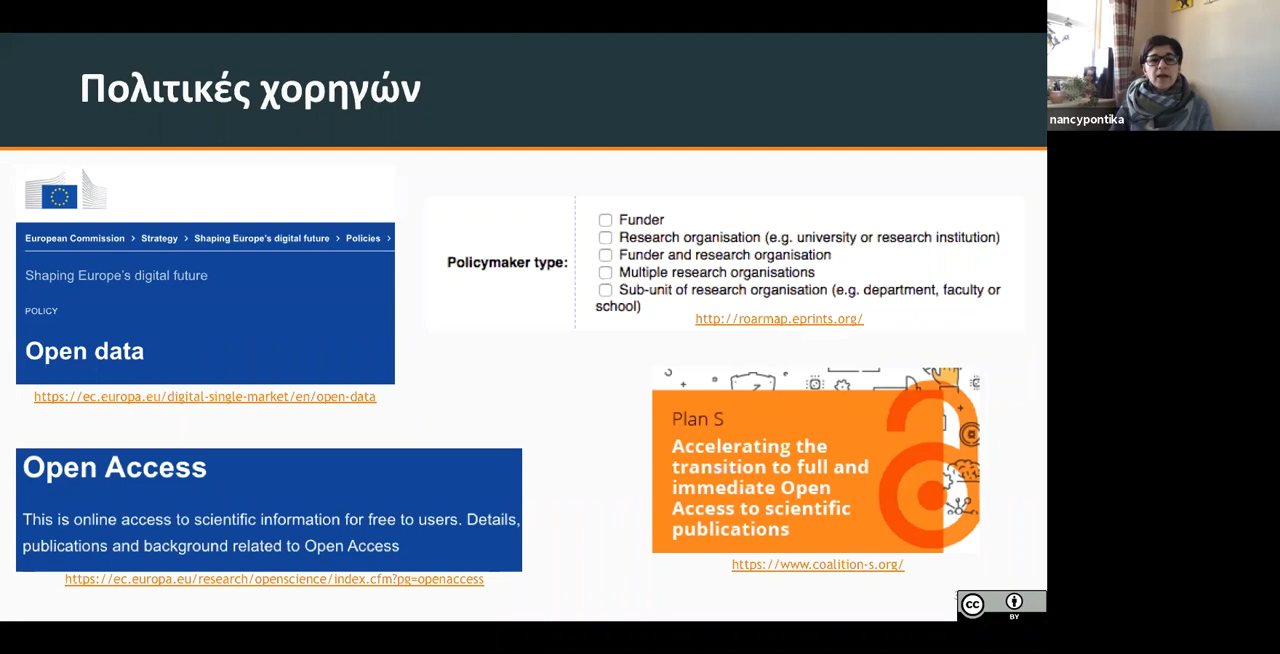 Πολιτικές χορηγών
nancypontika
European Commission > Strategy > Shaping Europe's digital future > Policies >
Shaping Europe's digital future
POLICY
Open data
https://ec.europa.eu/digital-single-market/en/open-data
Policymaker type:
Funder
Research organisation (e.g. university or research institution)
Funder and research organisation
Multiple research organisations
Sub-unit of research organisation (e.g. department, faculty or
school)
http://roarmap.eprints.org/
Open Access
This is online access to scientific information for free to users. Details,
publications and background related to Open Access
https://ec.europa.eu/research/openscience/index.cfm?pg=openaccess
Plan S
Accelerating the
transition to full and
immediate Open
Access to scientific
publications
https://www.coalition-s.org/
cc
BY